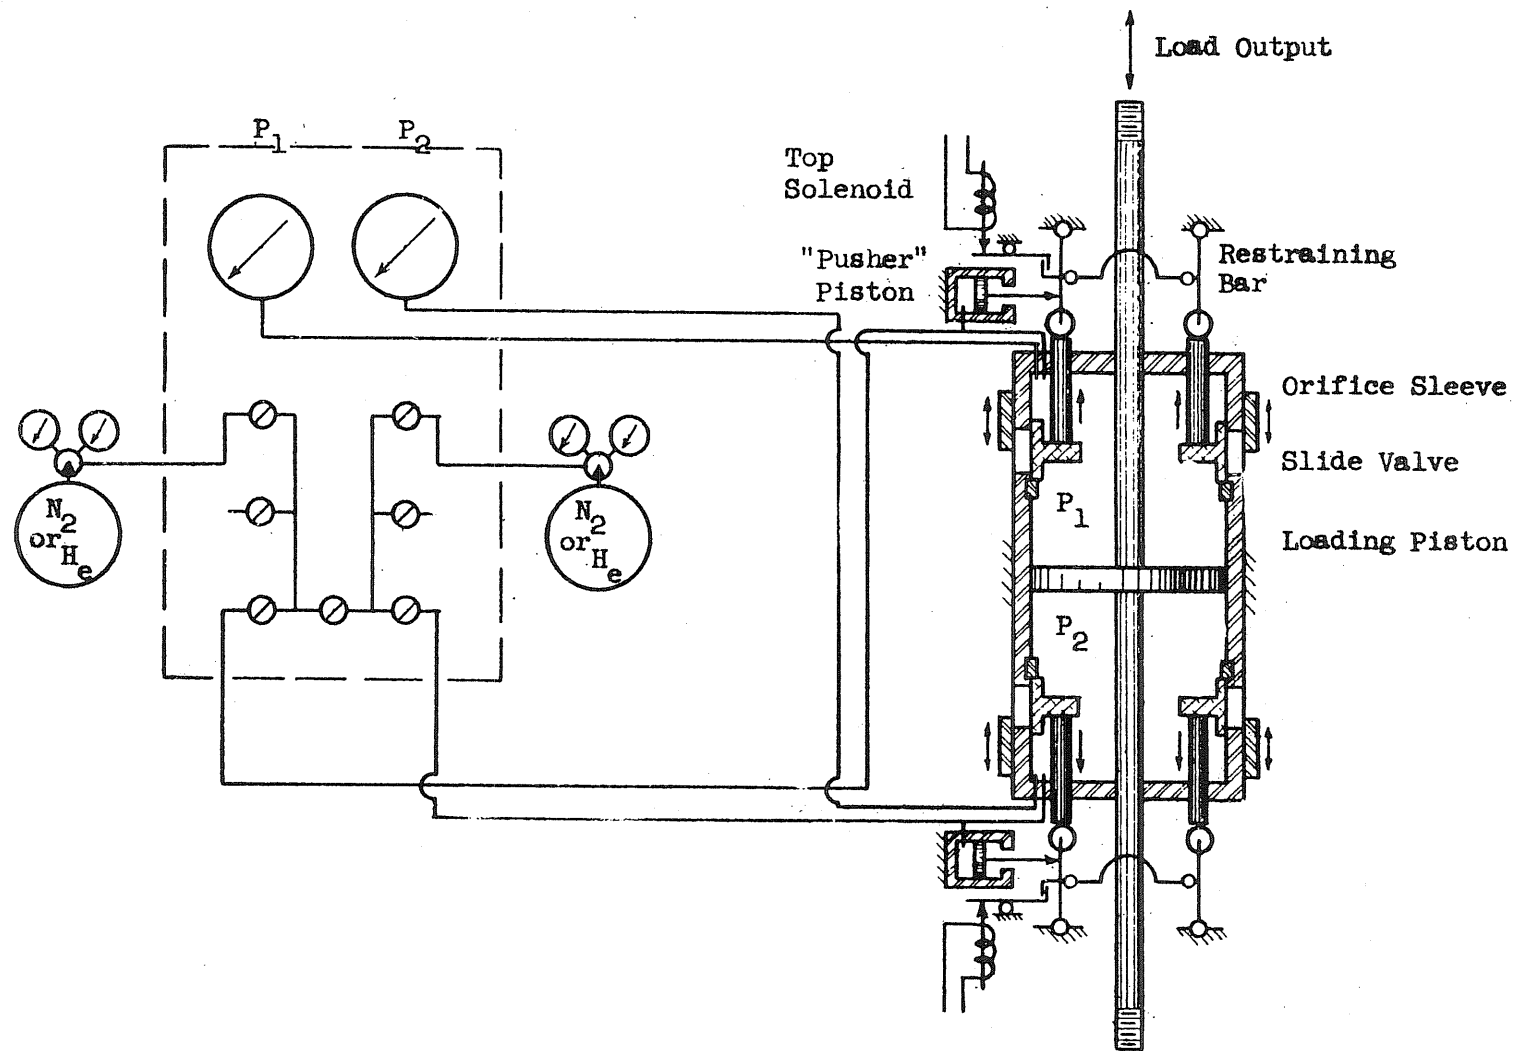 Load Output
P1
P2
Top
Solenoid
"Pusher"
Piston
Restraining
Bar
Orifice Sleeve
Slide Valve
N2
or He
N2
or He
P1
Loading Piston
P2